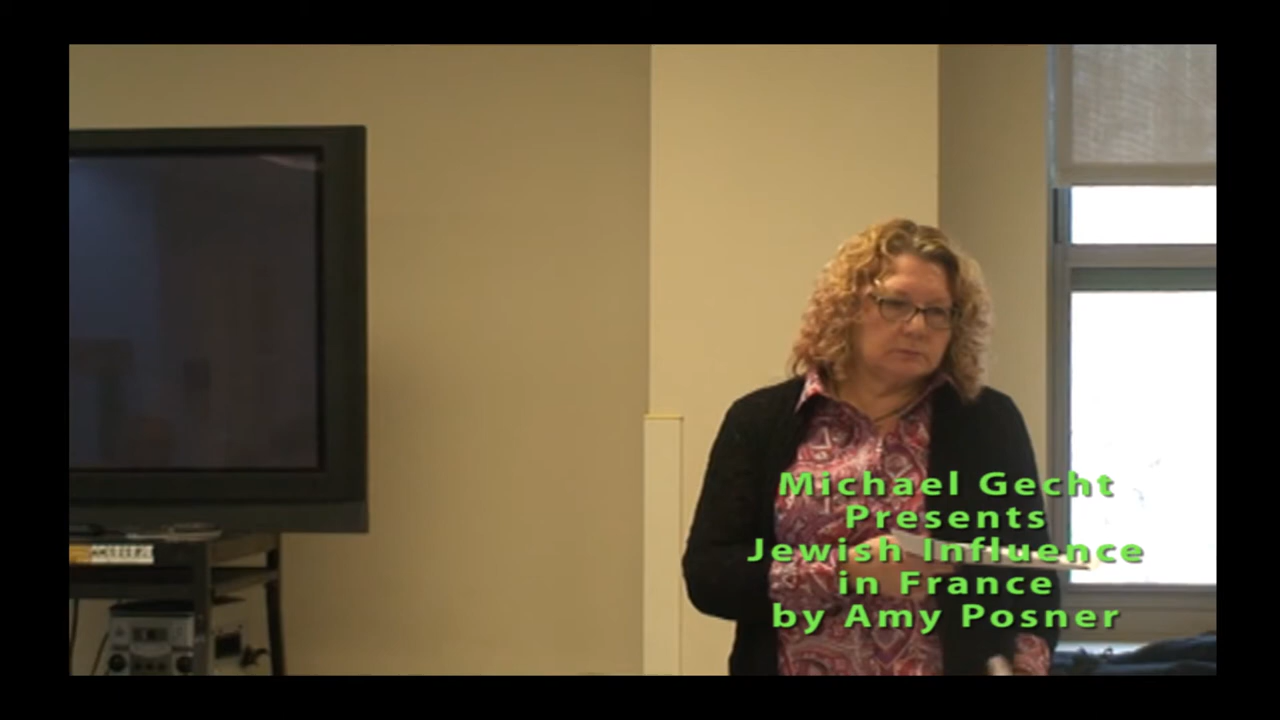 Michael Gecht
Presents
Jewish Influence
in France
by Amy Posner